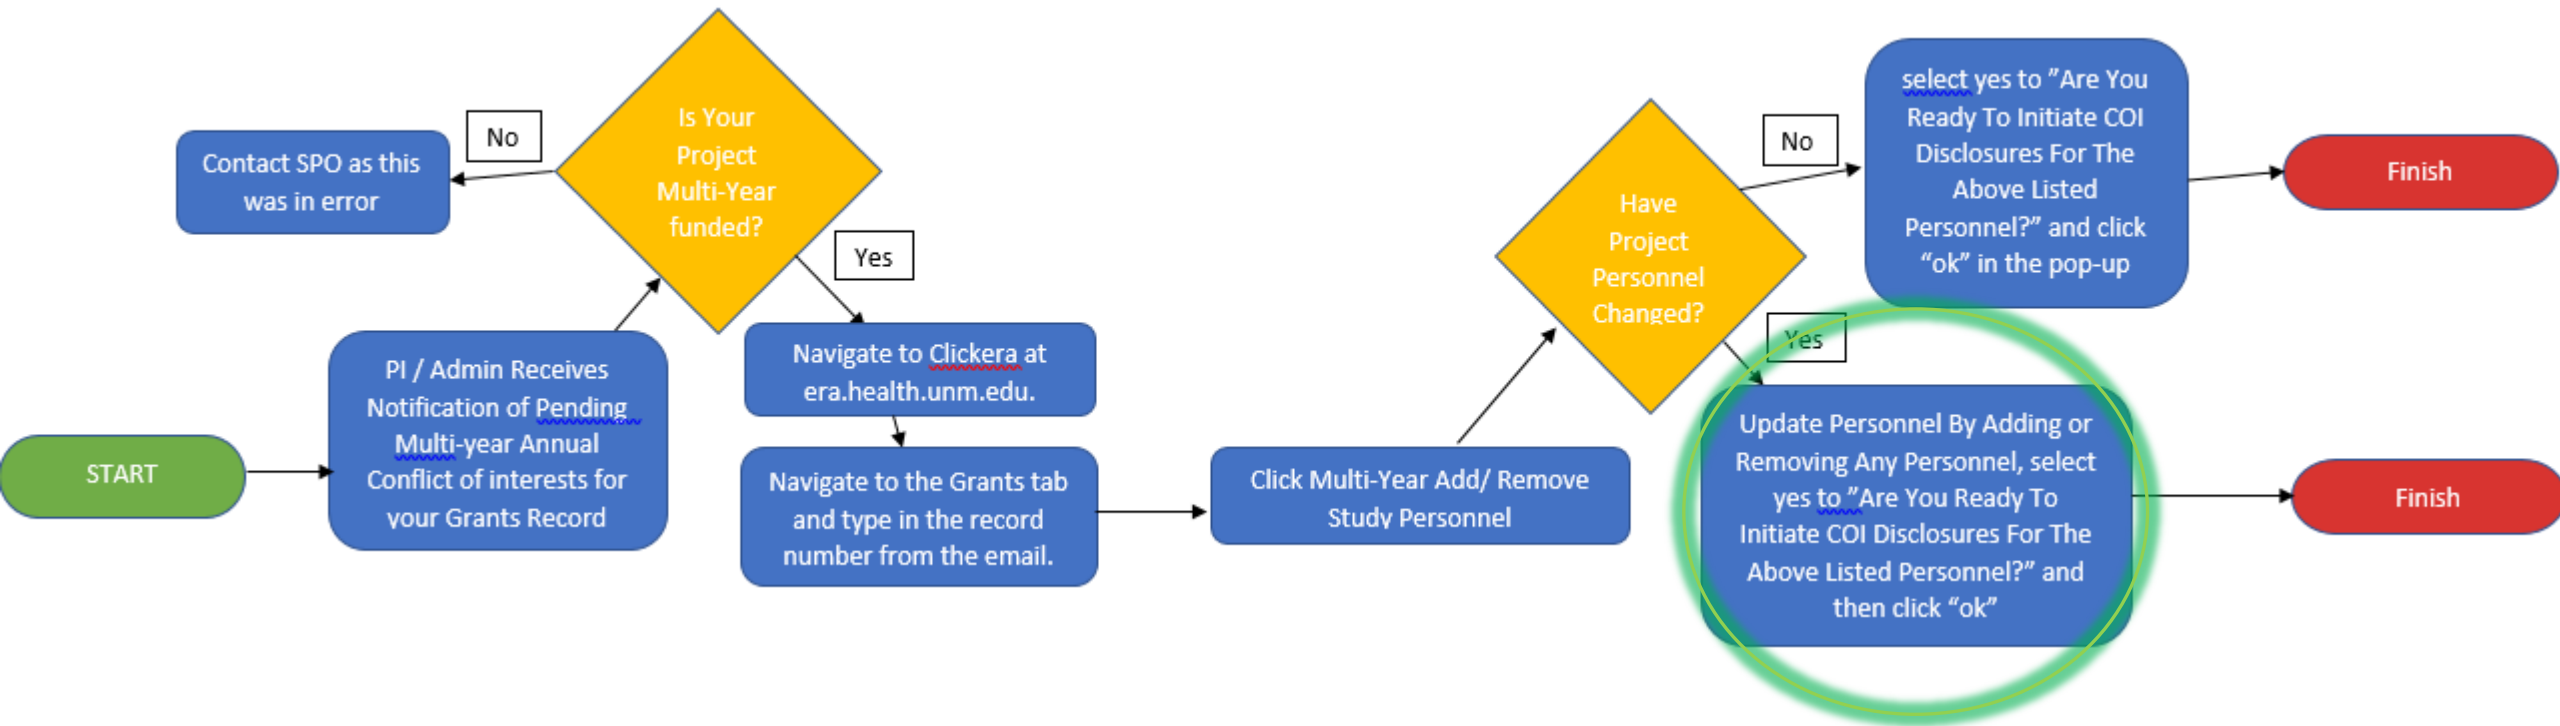 START
PI / Admin Receives
Notification of Pending
Multi-year Annual
Conflict of interests for
your Grants Record
Is Your
Project
Multi-Year
funded?
No
Contact SPO as this
was in error
Yes
Navigate to Clickera at
era.health.unm.edu.
Navigate to the Grants tab
and type in the record
number from the email.
Click Multi-Year Add/ Remove
Study Personnel
Have
Project
Personnel
Changed?
No
select yes to ”Are You
Ready To Initiate COI
Disclosures For The
Above Listed
Personnel?” and click
“ok” in the pop-up
Finish
Yes
Update Personnel By Adding or
Removing Any Personnel, select
yes to ”Are You Ready To
Initiate COI Disclosures For The
Above Listed Personnel?” and
then click “ok”
Finish